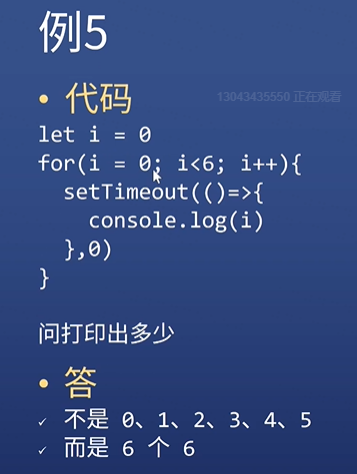 例5
• 代码
13043435550 正在观看
let i = 0
for(i = 0; i<6; i++){
  setTimeout(()=>{
    console.log(i)
  },0)
}
问打印出多少
• 答
✓ 不是 0、1、2、3、4、5
✓ 而是 6 个 6